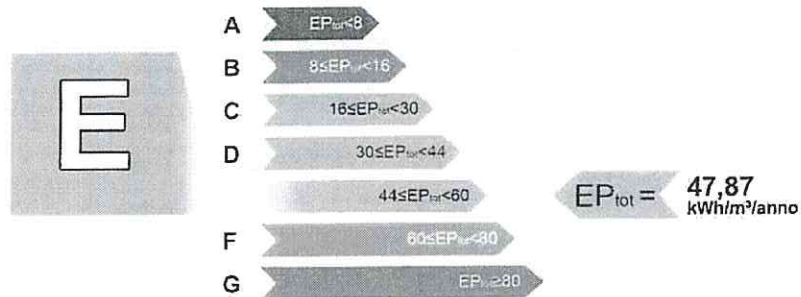 E
A EPtot<8
B 8≤EPtot<16
C 16≤EPtot<30
D 30≤EPtot<44
44≤EPtot<60
EPtot = 47,87
kWh/m³/anno
F 60≤EPtot<80
G EPtot≥80